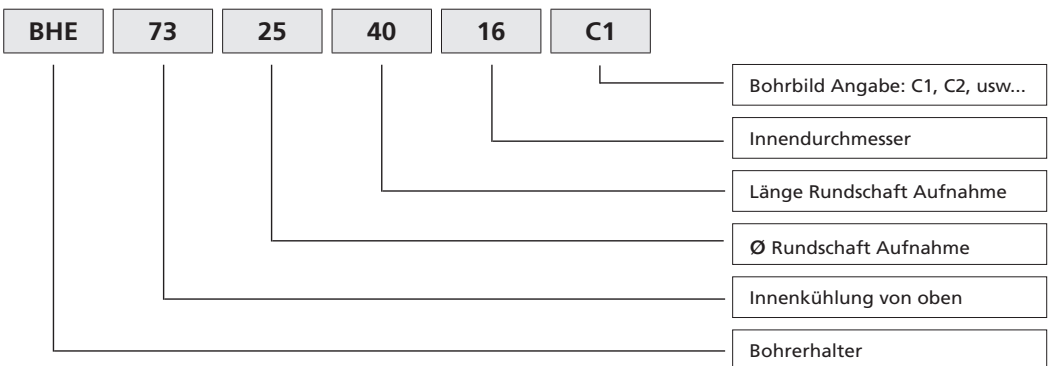 BHE 73 25 40 16 C1
Bohrbild Angabe: C1, C2, usw...
Innendurchmesser
Länge Rundschaft Aufnahme
Ø Rundschaft Aufnahme
Innenkühlung von oben
Bohrerhalter